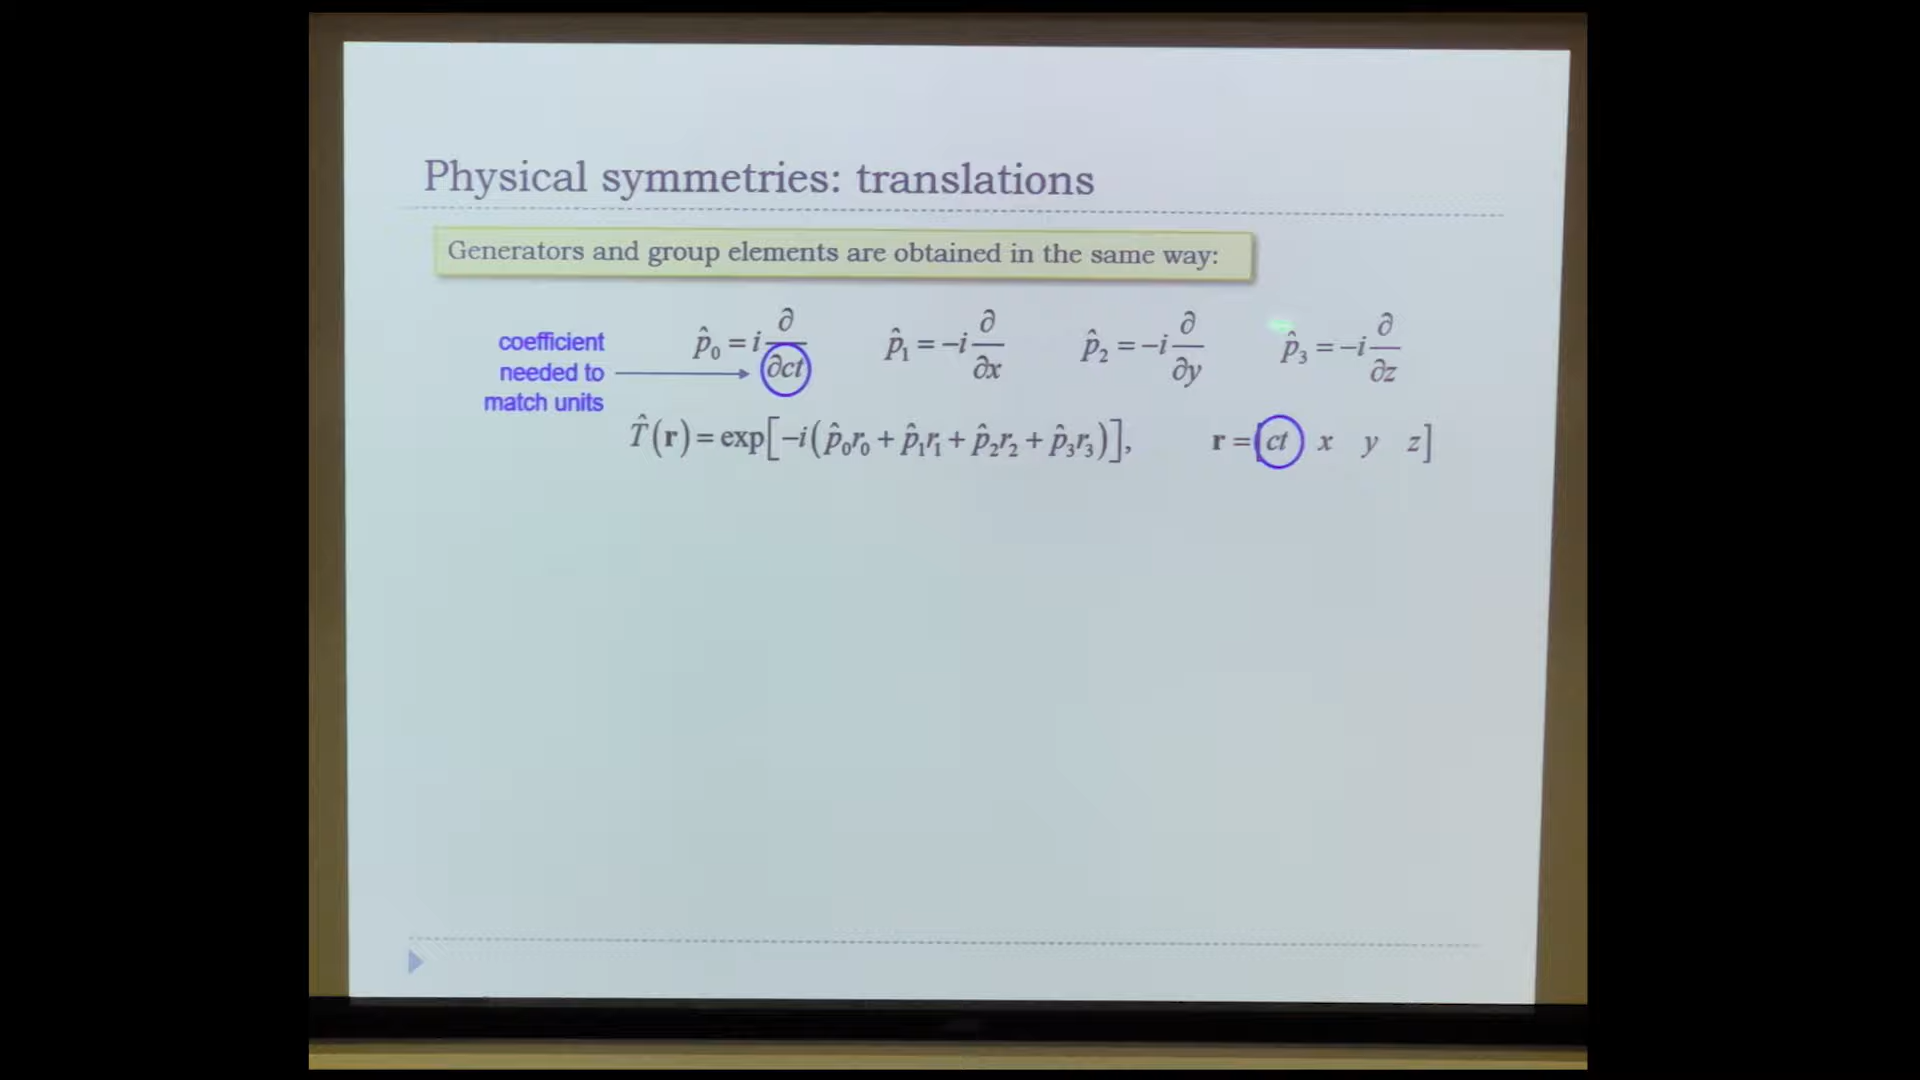 Physical symmetries: translations
Generators and group elements are obtained in the same way:
coefficient
needed to
match units
p̂₀ = i ∂/∂ct   p̂₁ = −i ∂/∂x   p̂₂ = −i ∂/∂y   p̂₃ = −i ∂/∂z
T̂(r) = exp[−i(p̂₀r₀ + p̂₁r₁ + p̂₂r₂ + p̂₃r₃)],   r = [ct x y z]